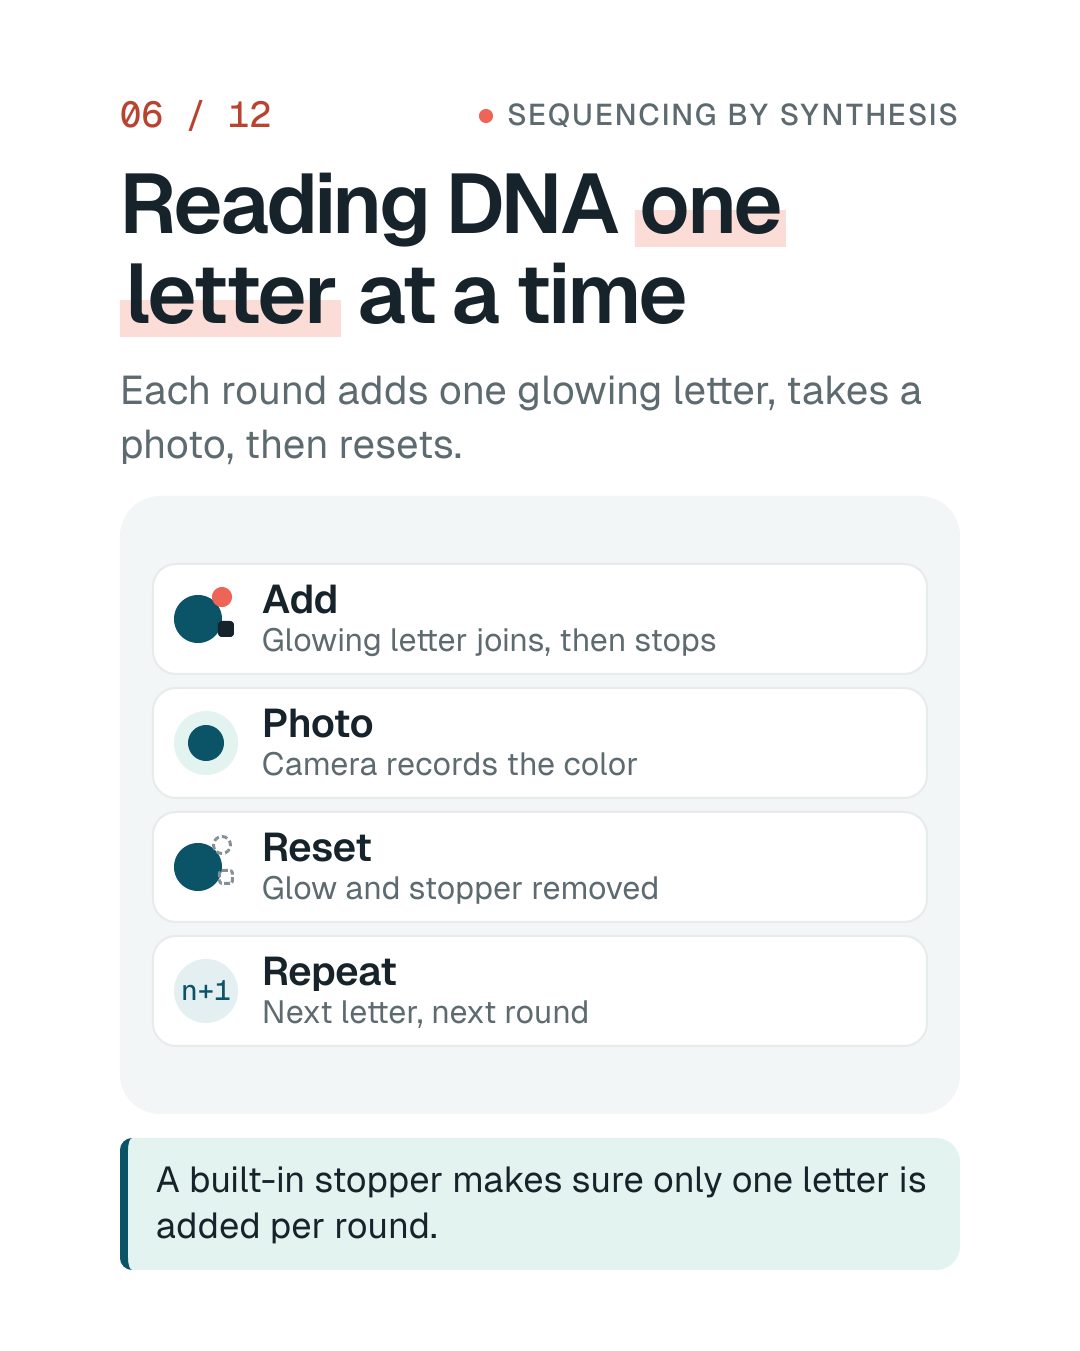 06 / 12
SEQUENCING BY SYNTHESIS
Reading DNA one
letter at a time
Each round adds one glowing letter, takes a
photo, then resets.
Add
Glowing letter joins, then stops
Photo
Camera records the color
Reset
Glow and stopper removed
n+1
Repeat
Next letter, next round
A built-in stopper makes sure only one letter is
added per round.